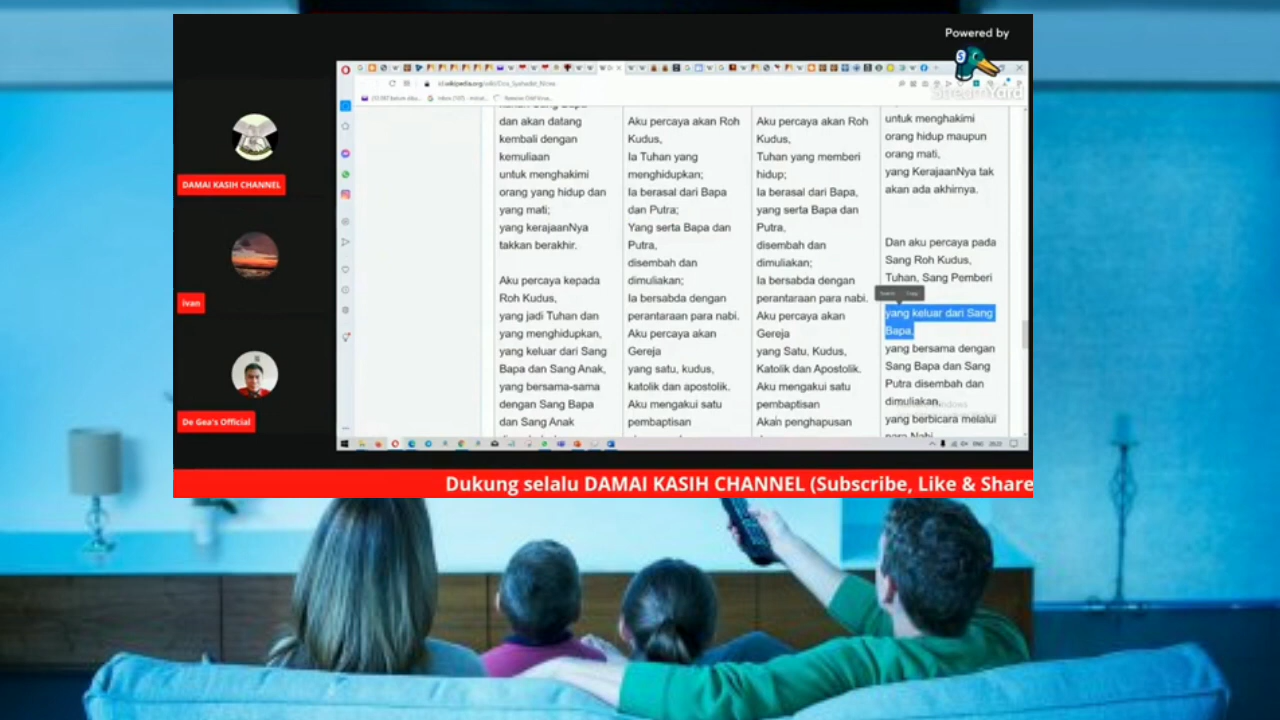 Powered by
StreamYard
DAMAI KASIH CHANNEL
ivan
De Gea's Official
dan akan datang
kembali dengan
kemuliaan
untuk menghakimi
orang yang hidup dan
yang mati;
yang kerajaanNya
takkan berakhir.
Aku percaya kepada
Roh Kudus,
yang jadi Tuhan dan
yang menghidupkan,
yang keluar dari Sang
Bapa dan Sang Anak,
yang bersama-sama
dengan Sang Bapa
dan Sang Anak
Aku percaya akan Roh
Kudus,
Ia Tuhan yang
menghidupkan;
Ia berasal dari Bapa
dan Putra;
Yang serta Bapa dan
Putra,
disembah dan
dimuliakan;
Ia bersabda dengan
perantaraan para nabi.
Aku percaya akan
Gereja
yang satu, kudus,
katolik dan apostolik.
Aku mengakui satu
pembaptisan
Aku percaya akan Roh
Kudus,
Tuhan yang memberi
hidup;
Ia berasal dari Bapa,
yang serta Bapa dan
Putra,
disembah dan
dimuliakan;
Ia bersabda dengan
perantaraan para nabi.
Aku percaya akan
Gereja
yang Satu, Kudus,
Katolik dan Apostolik.
Aku mengakui satu
pembaptisan
Akan penghapusan
untuk menghakimi
orang hidup maupun
orang mati,
yang KerajaanNya tak
akan ada akhirnya.
Dan aku percaya pada
Sang Roh Kudus,
Tuhan, Sang Pemberi
yang keluar dari Sang
Bapa,
yang bersama dengan
Sang Bapa dan Sang
Putra disembah dan
dimuliakan,
yang berbicara melalui
para Nabi
Dukung selalu DAMAI KASIH CHANNEL (Subscribe, Like & Share